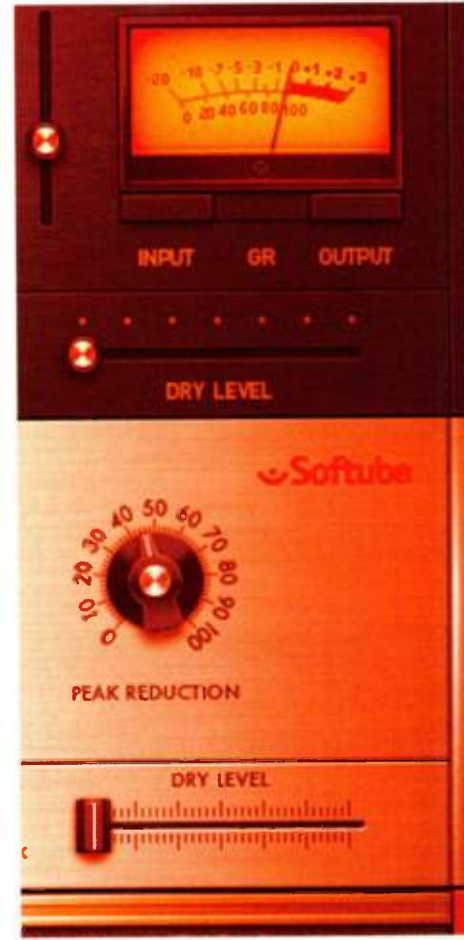 -20 -10 -7 -5 -3 -1 0 +1 +2 +3
0 20 40 60 80 100
INPUT GR OUTPUT
DRY LEVEL
Softube
0 10 20 30 40 50 60 70 80 90 100
PEAK REDUCTION
DRY LEVEL